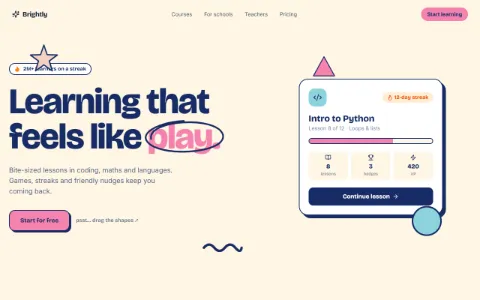 Brightly
Courses
For schools
Teachers
Pricing
Start learning
on a streak
Learning that
feels like play.
Bite-sized lessons in coding, maths and languages.
Games, streaks and friendly nudges keep you
coming back.
Start for free
psst... drag the shapes
12-day streak
Intro to Python
Lesson 8 of 12 · Loops & lists
8
3
420
XP
Continue lesson →